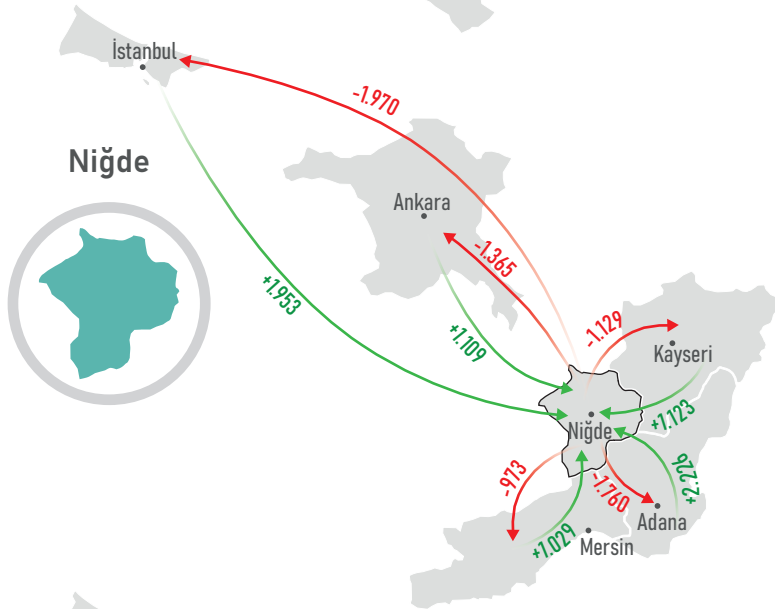 İstanbul
-1.970
Niğde
Ankara
-1.365
+1.953
+1.109
-1.129
Kayseri
+1.123
Niğde
-973
-1.760
+2.226
Adana
+1.029
Mersin